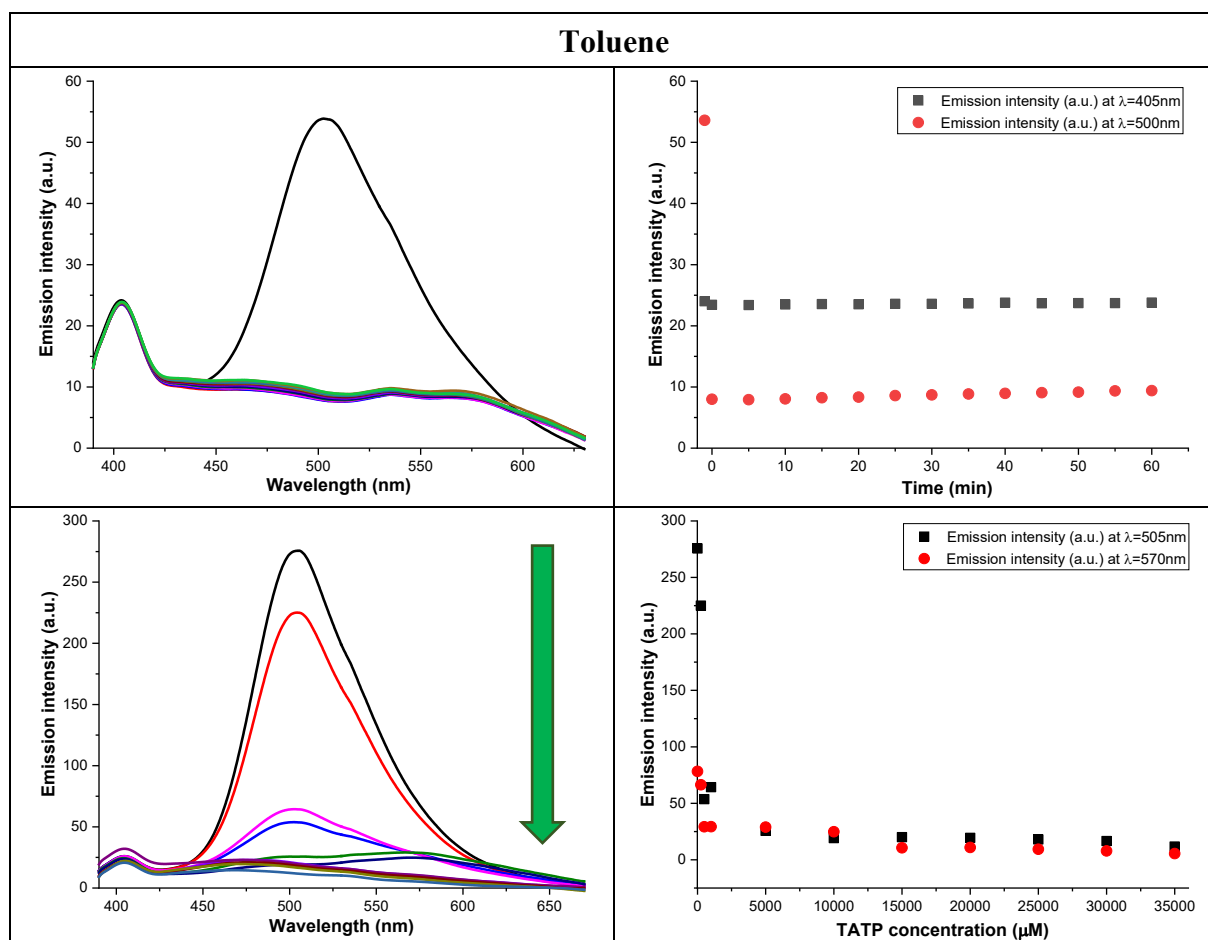 Toluene
60
50
40
30
20
10
0
Emission intensity (a.u.)
400 450 500 550 600
Wavelength (nm)
60
50
40
30
20
10
0
Emission intensity (a.u.)
Emission intensity (a.u.) at λ=405nm
Emission intensity (a.u.) at λ=500nm
0 10 20 30 40 50 60
Time (min)
300
250
200
150
100
50
0
Emission intensity (a.u.)
400 450 500 550 600 650
Wavelength (nm)
300
250
200
150
100
50
0
Emission intensity (a.u.)
Emission intensity (a.u.) at λ=505nm
Emission intensity (a.u.) at λ=570nm
0 5000 10000 15000 20000 25000 30000 35000
TATP concentration (μM)